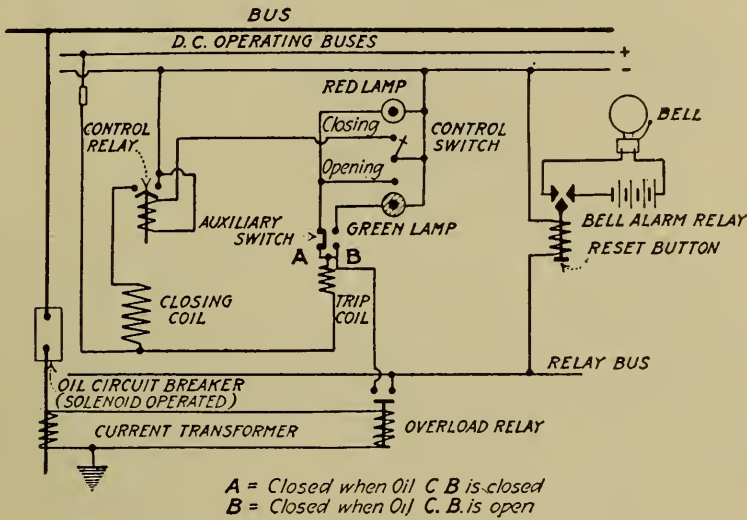 BUS
D.C. OPERATING BUSES
+
-
RED LAMP
Closing
CONTROL
RELAY
CONTROL
SWITCH
BELL
Opening
AUXILIARY
SWITCH
GREEN LAMP
BELL ALARM RELAY
RESET BUTTON
A B
CLOSING
COIL
TRIP
COIL
RELAY BUS
OIL CIRCUIT BREAKER
(SOLENOID OPERATED)
CURRENT TRANSFORMER
OVERLOAD RELAY
A = Closed when Oil C B is closed
B = Closed when Oil C. B. is open